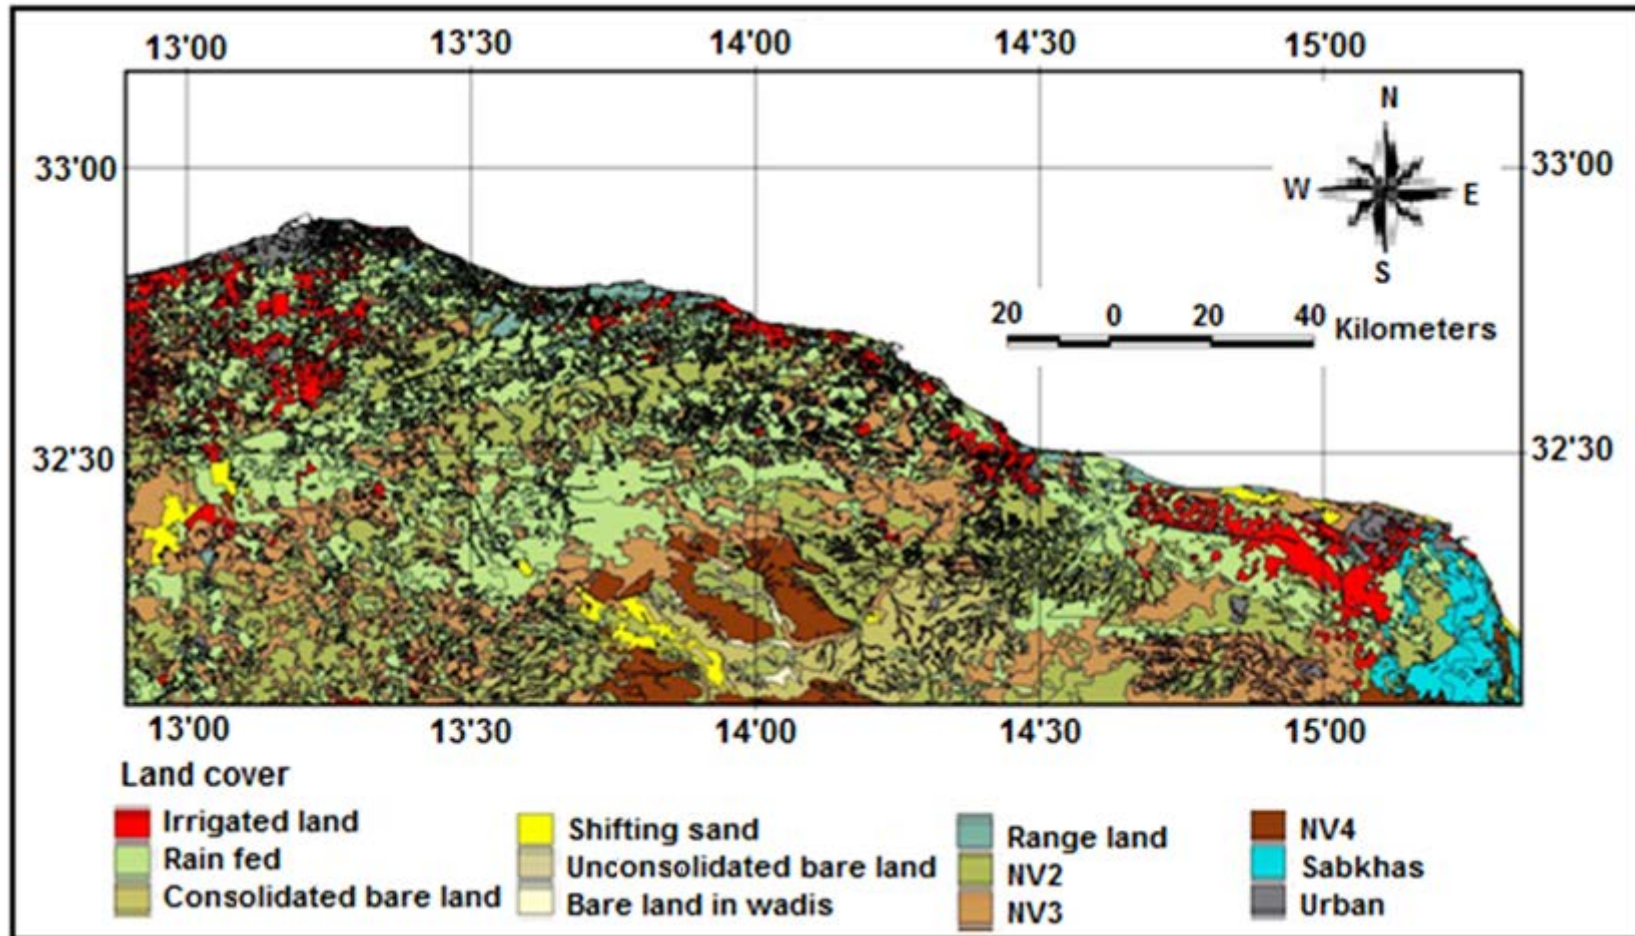 13'00 13'30 14'00 14'30 15'00
N
33'00 33'00
W E
S
20 0 20 40 Kilometers
32'30 32'30
13'00 13'30 14'00 14'30 15'00
Land cover
Irrigated land
Rain fed
Consolidated bare land
Shifting sand
Unconsolidated bare land
Bare land in wadis
Range land
NV2
NV3
NV4
Sabkhas
Urban